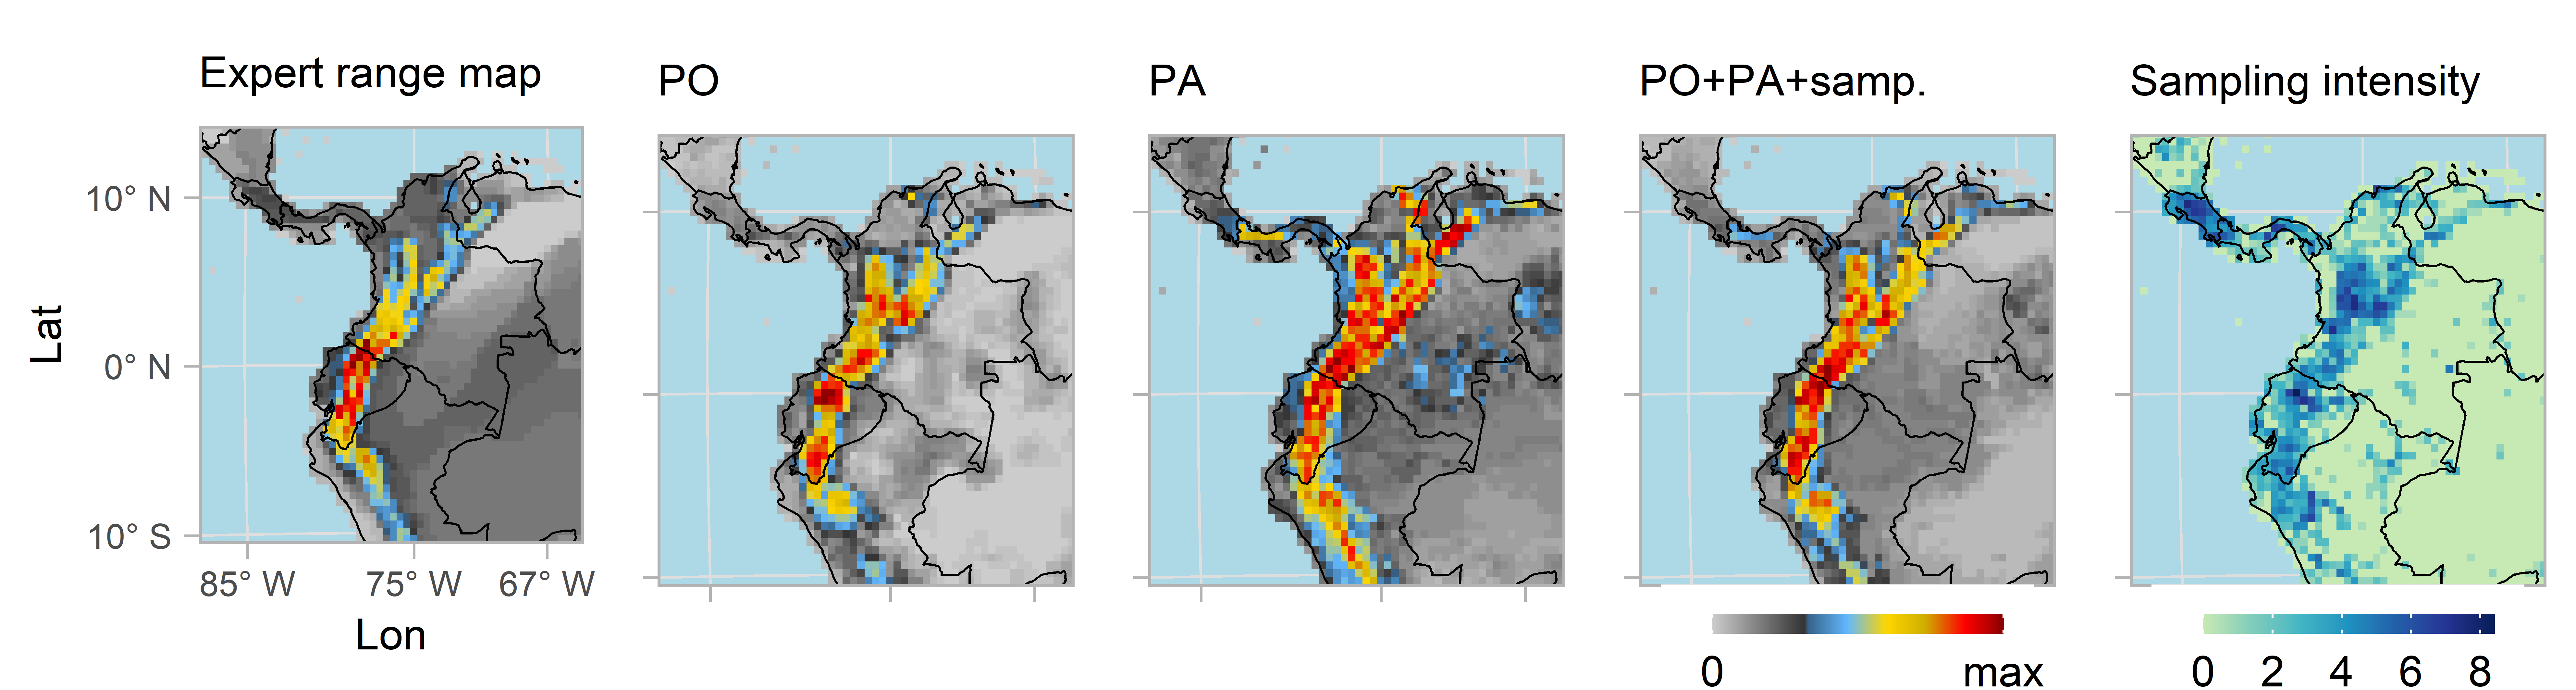 Expert range map
PO
PA
PO+PA+samp.
Sampling intensity
Lat
10° N
0° N
10° S
85° W 75° W 67° W
Lon
0 max
0 2 4 6 8